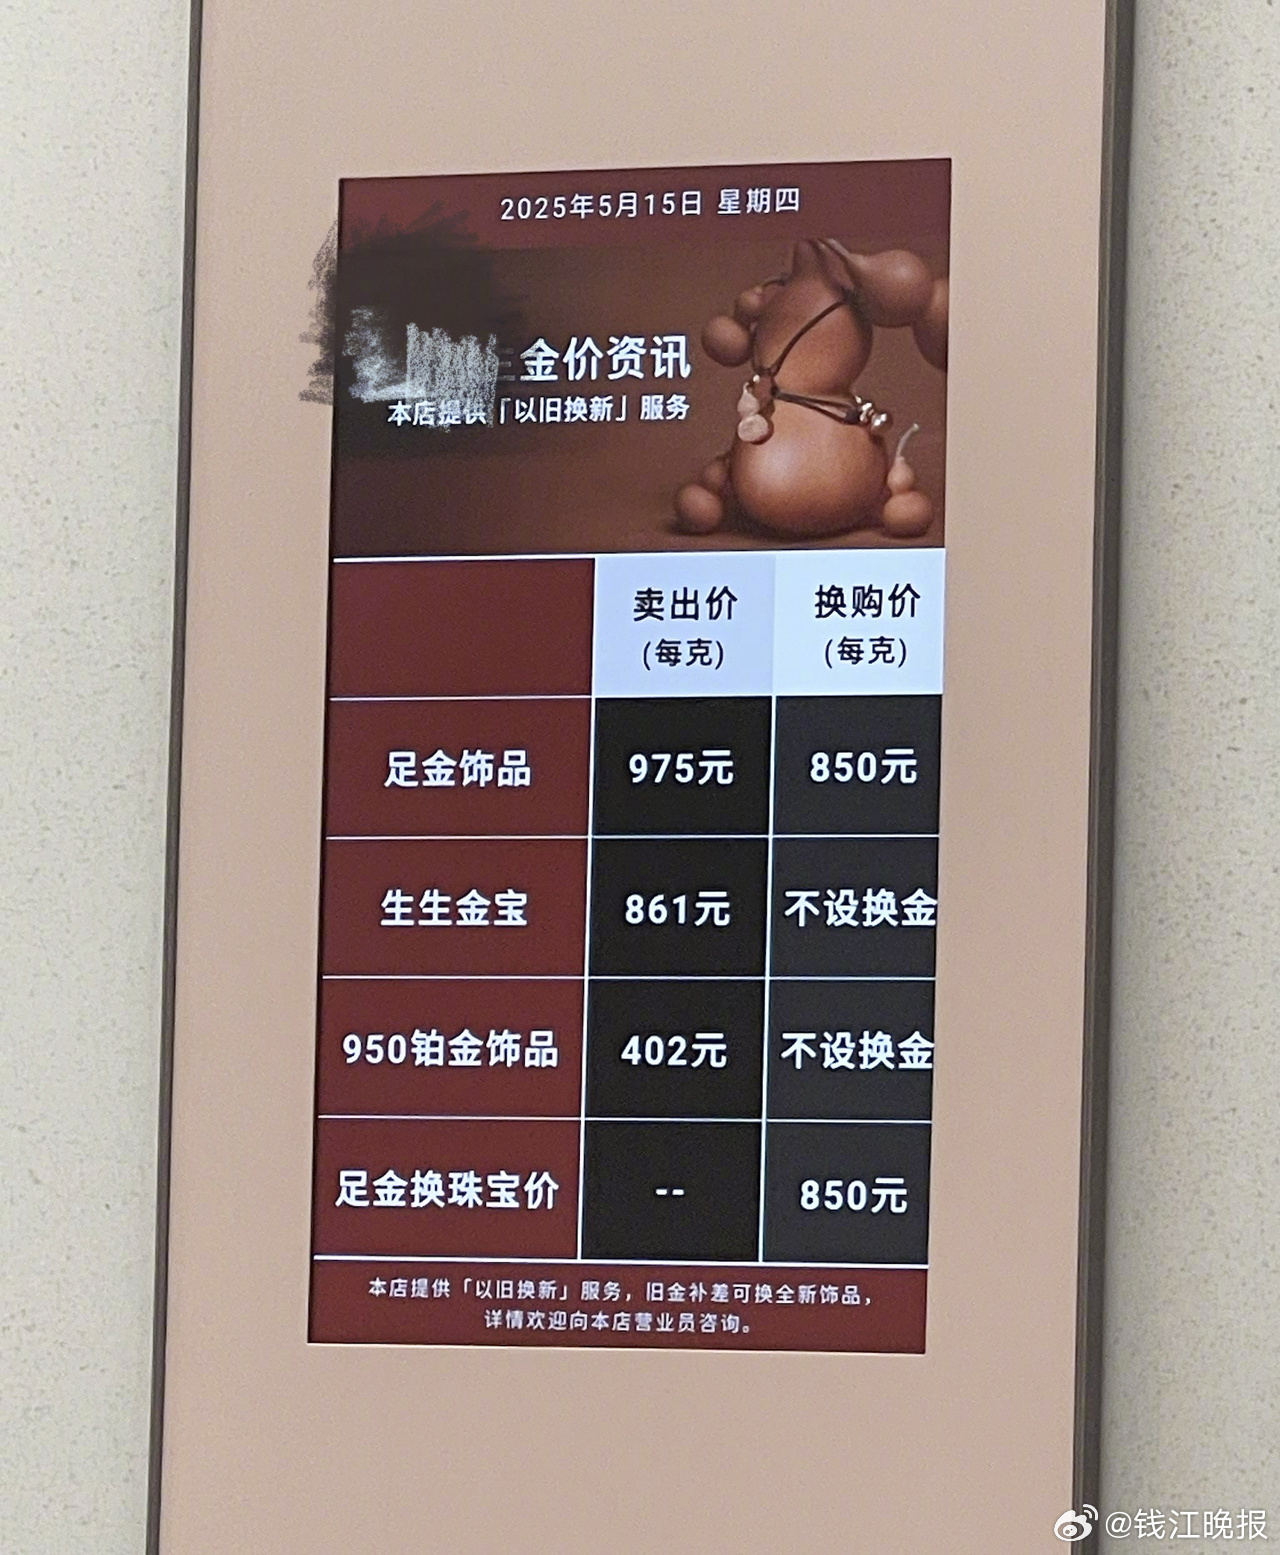 2025年5月15日 星期四
金价资讯
本店提供「以旧换新」服务
卖出价 换购价
(每克) (每克)
足金饰品 975元 850元
生生金宝 861元 不设换金
950铂金饰品 402元 不设换金
足金换珠宝价 -- 850元
本店提供「以旧换新」服务，旧金补差可换全新饰品，
详情欢迎向本店营业员咨询。
@钱江晚报